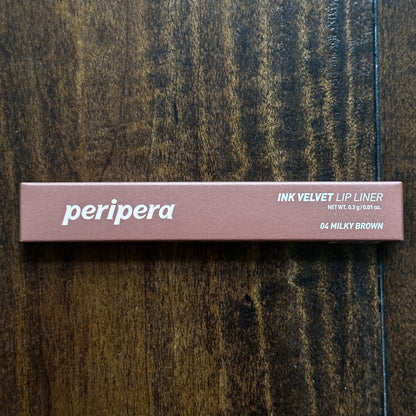 peripera
INK VELVET LIP LINER
NET WT. 0.3 g / 0.01 oz.
04 MILKY BROWN